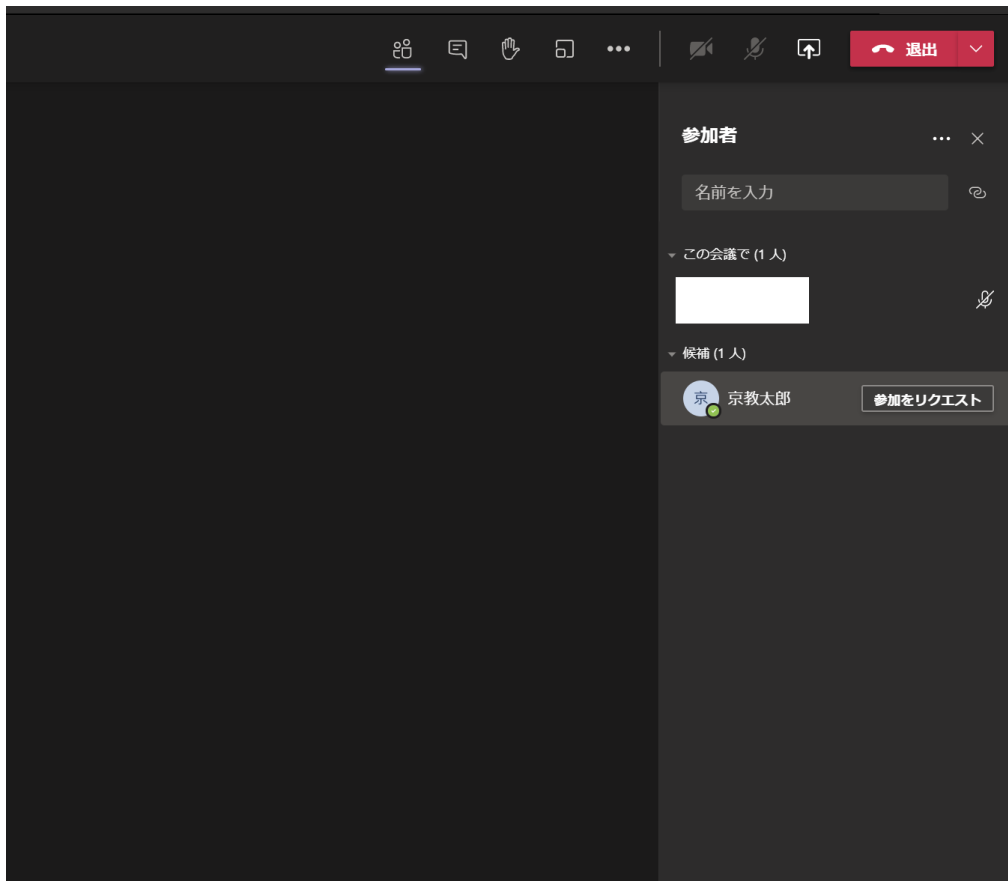 退出
参加者
名前を入力
この会議で (1 人)
候補 (1 人)
京 京教太郎 参加をリクエスト